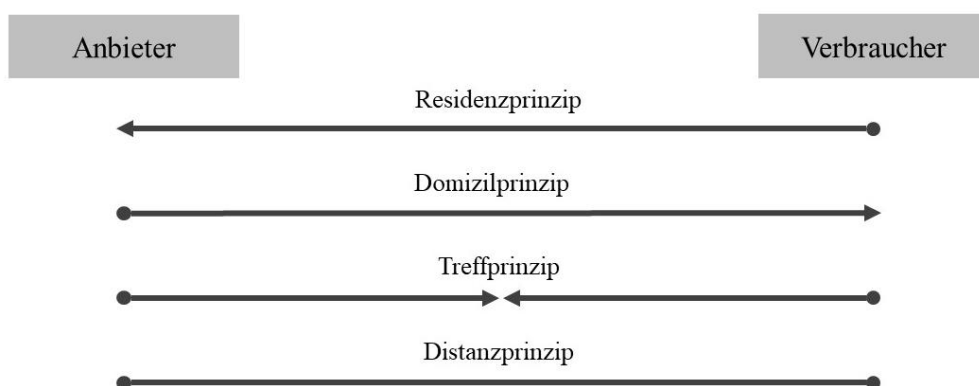 Anbieter
Verbraucher
Residenzprinzip
Domizilprinzip
Treffprinzip
Distanzprinzip